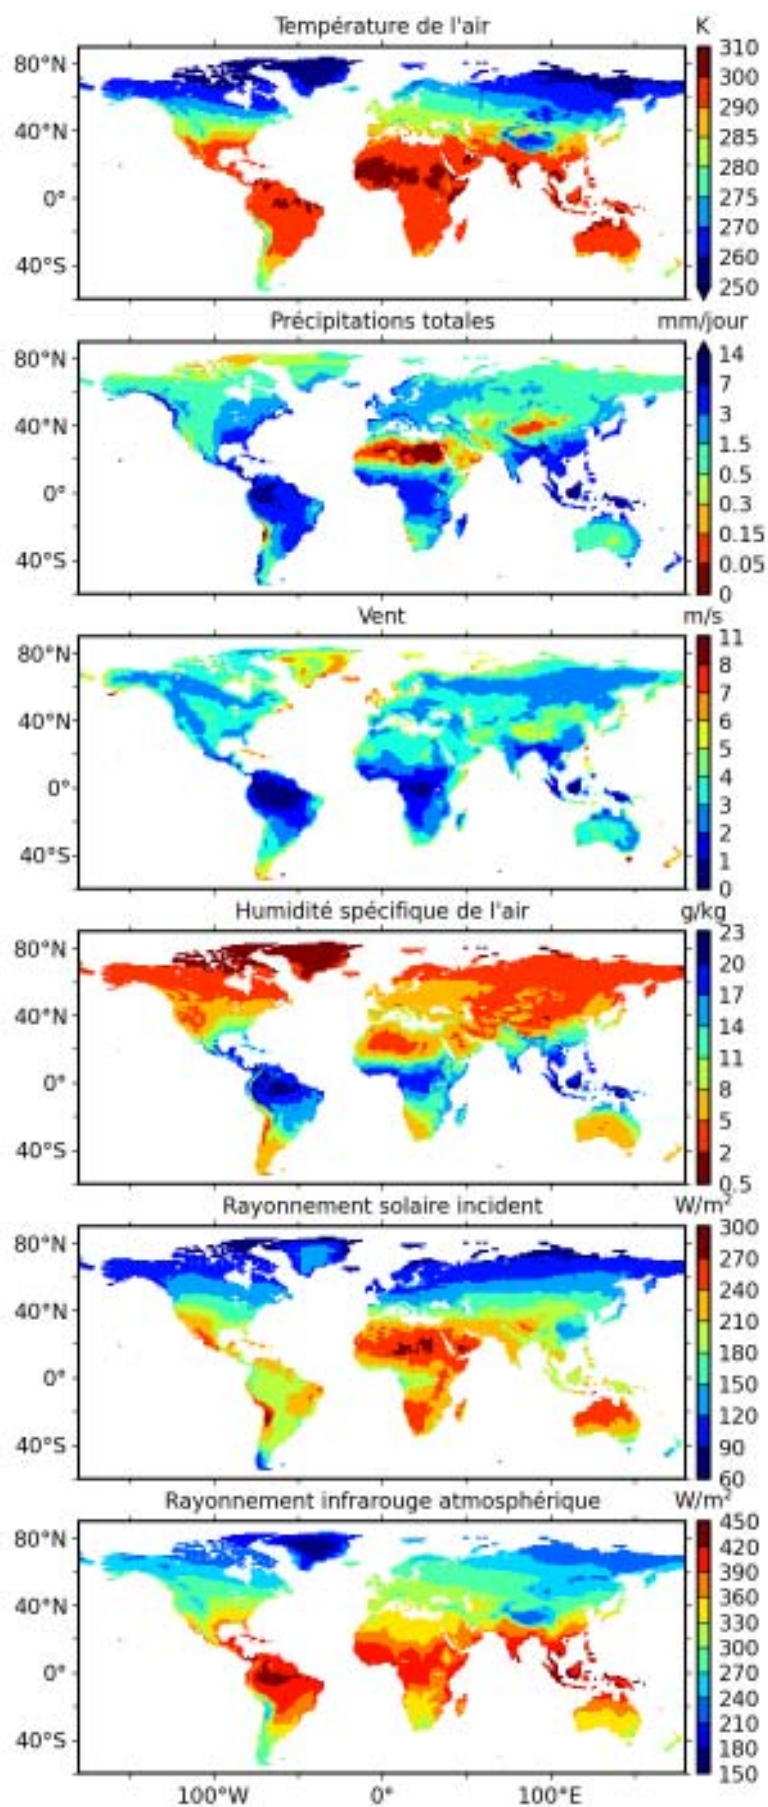 Température de l'air K
80°N
40°N
0°
40°S
310
300
290
285
280
275
270
260
250
Précipitations totales mm/jour
80°N
40°N
0°
40°S
14
7
3
1.5
0.5
0.3
0.15
0.05
0
Vent m/s
80°N
40°N
0°
40°S
11
8
7
6
5
4
3
2
1
0
Humidité spécifique de l'air g/kg
80°N
40°N
0°
40°S
23
20
17
14
11
8
5
2
0.5
Rayonnement solaire incident W/m²
80°N
40°N
0°
40°S
300
270
240
210
180
150
120
90
60
Rayonnement infrarouge atmosphérique W/m²
80°N
40°N
0°
40°S
450
420
390
360
330
300
270
240
210
180
150
100°W 0° 100°E